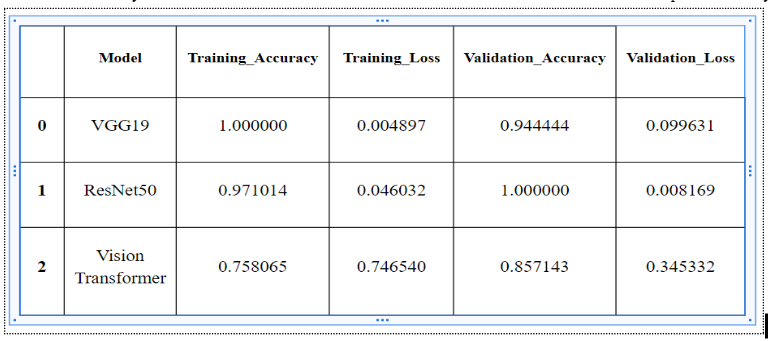 Model Training_Accuracy Training_Loss Validation_Accuracy Validation_Loss
0 VGG19 1.000000 0.004897 0.944444 0.099631
1 ResNet50 0.971014 0.046032 1.000000 0.008169
2 Vision Transformer 0.758065 0.746540 0.857143 0.345332